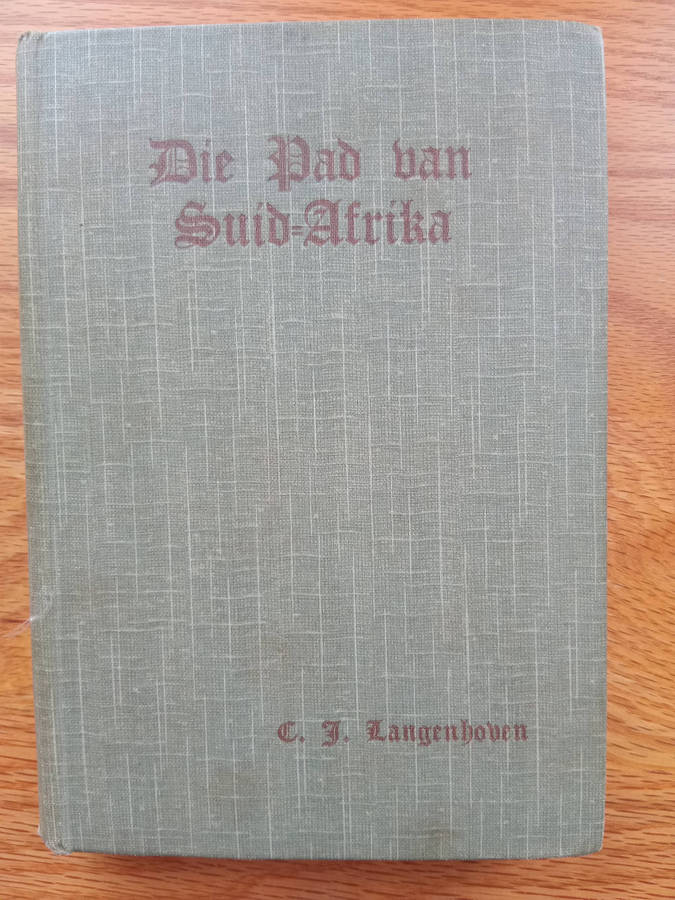 Die Pad van
Suid=Afrika
C. J. Langenhoven